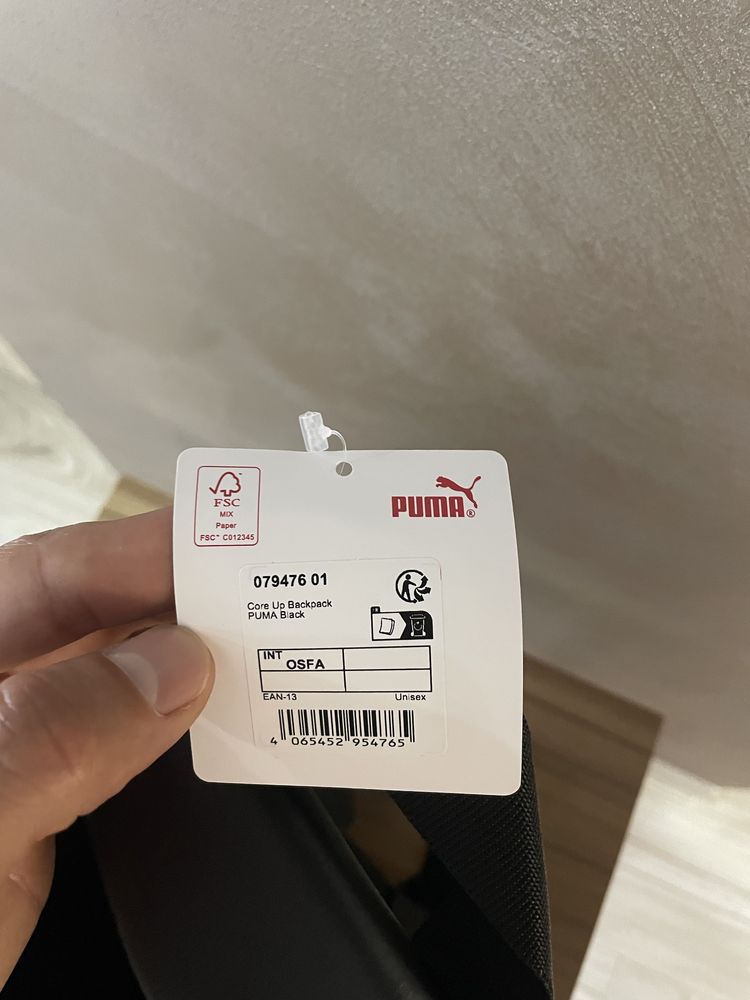 FSC™
MIX
Paper
FSC™ C012345
PUMA®
079476 01
Core Up Backpack
PUMA Black
INT
OSFA
EAN-13
Unisex
4 065452 954765